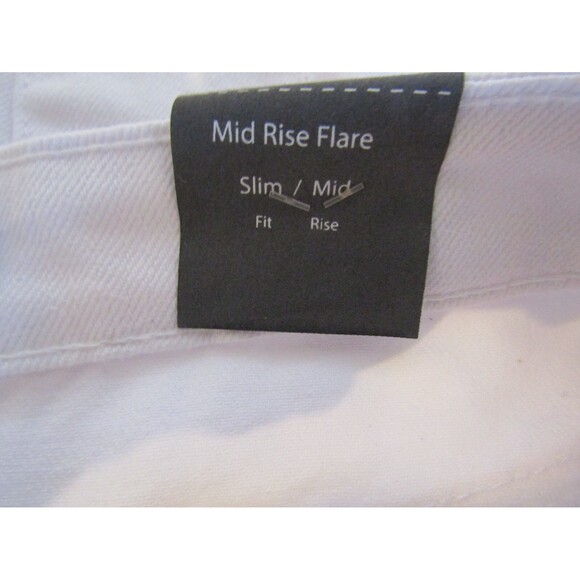 Mid Rise Flare
Slim / Mid
Fit Rise